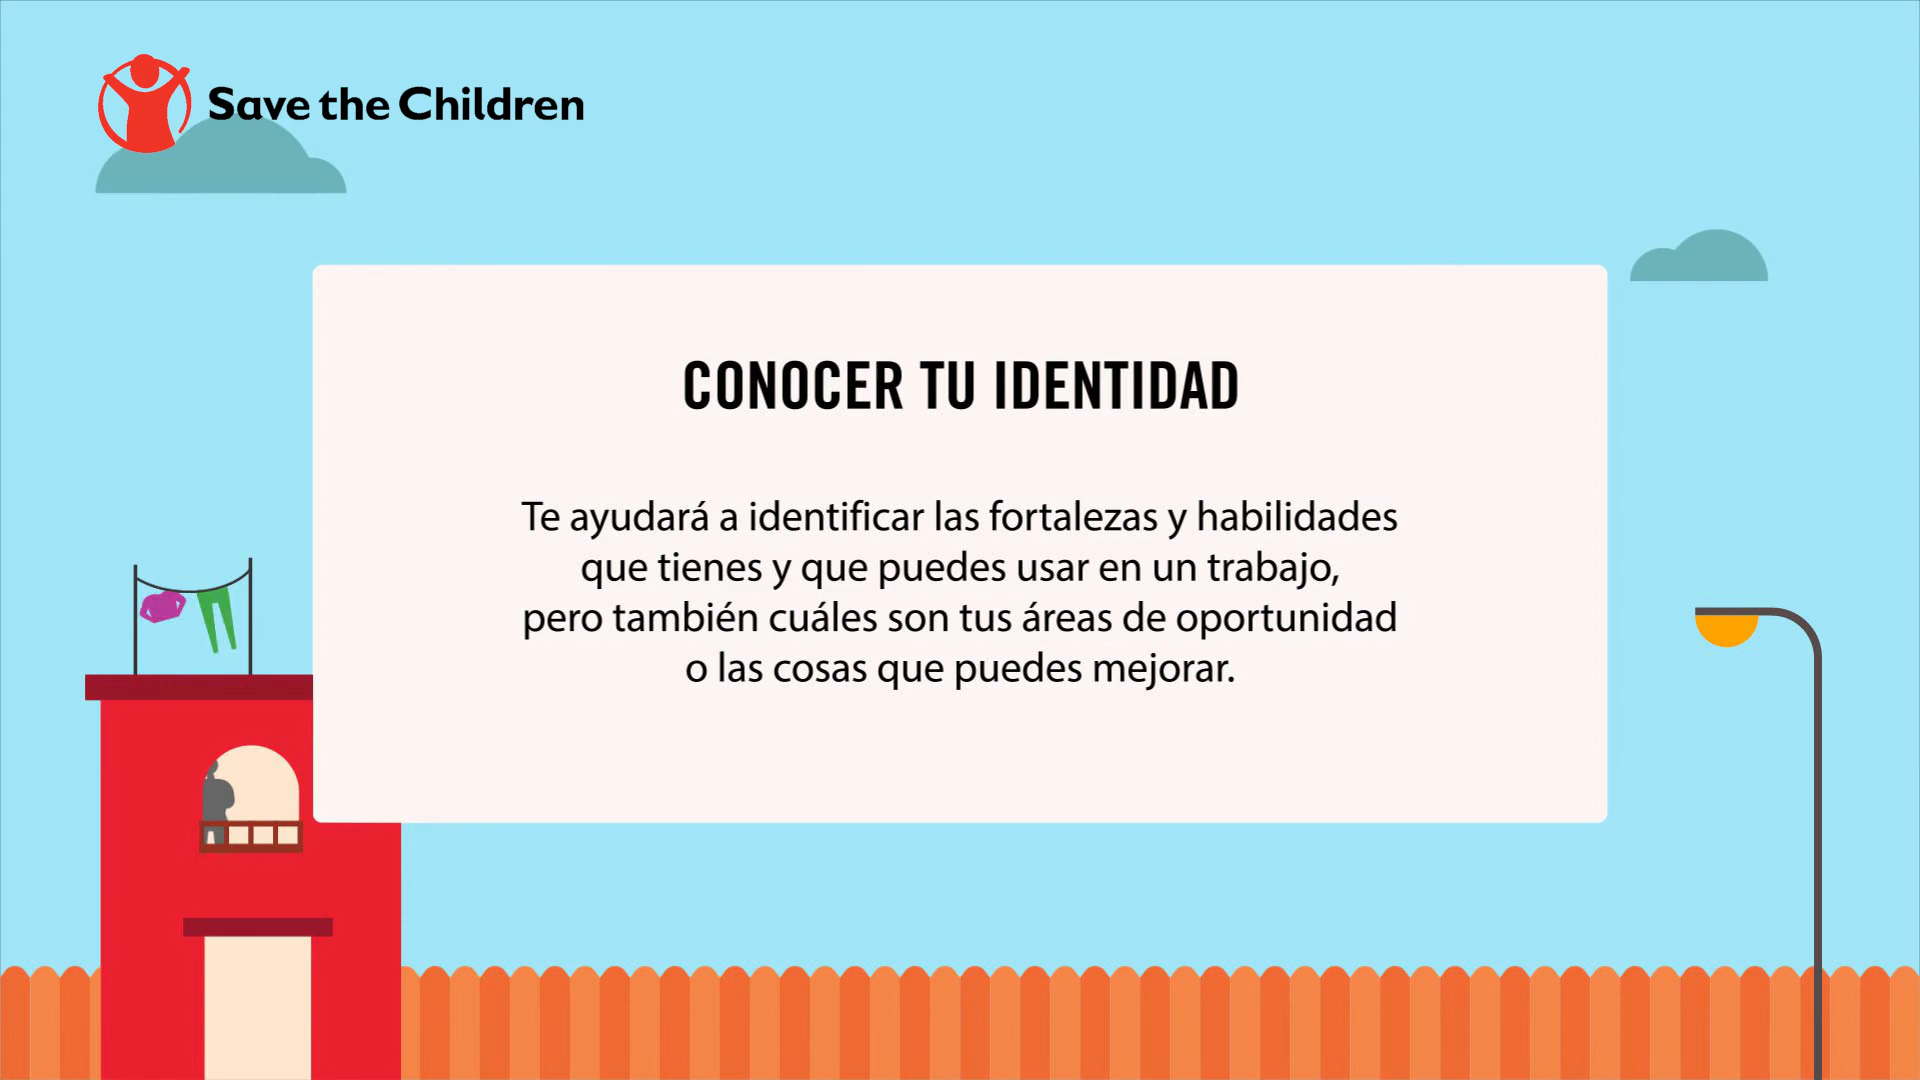 Save the Children
CONOCER TU IDENTIDAD
Te ayudará a identificar las fortalezas y habilidades
que tienes y que puedes usar en un trabajo,
pero también cuáles son tus áreas de oportunidad
o las cosas que puedes mejorar.